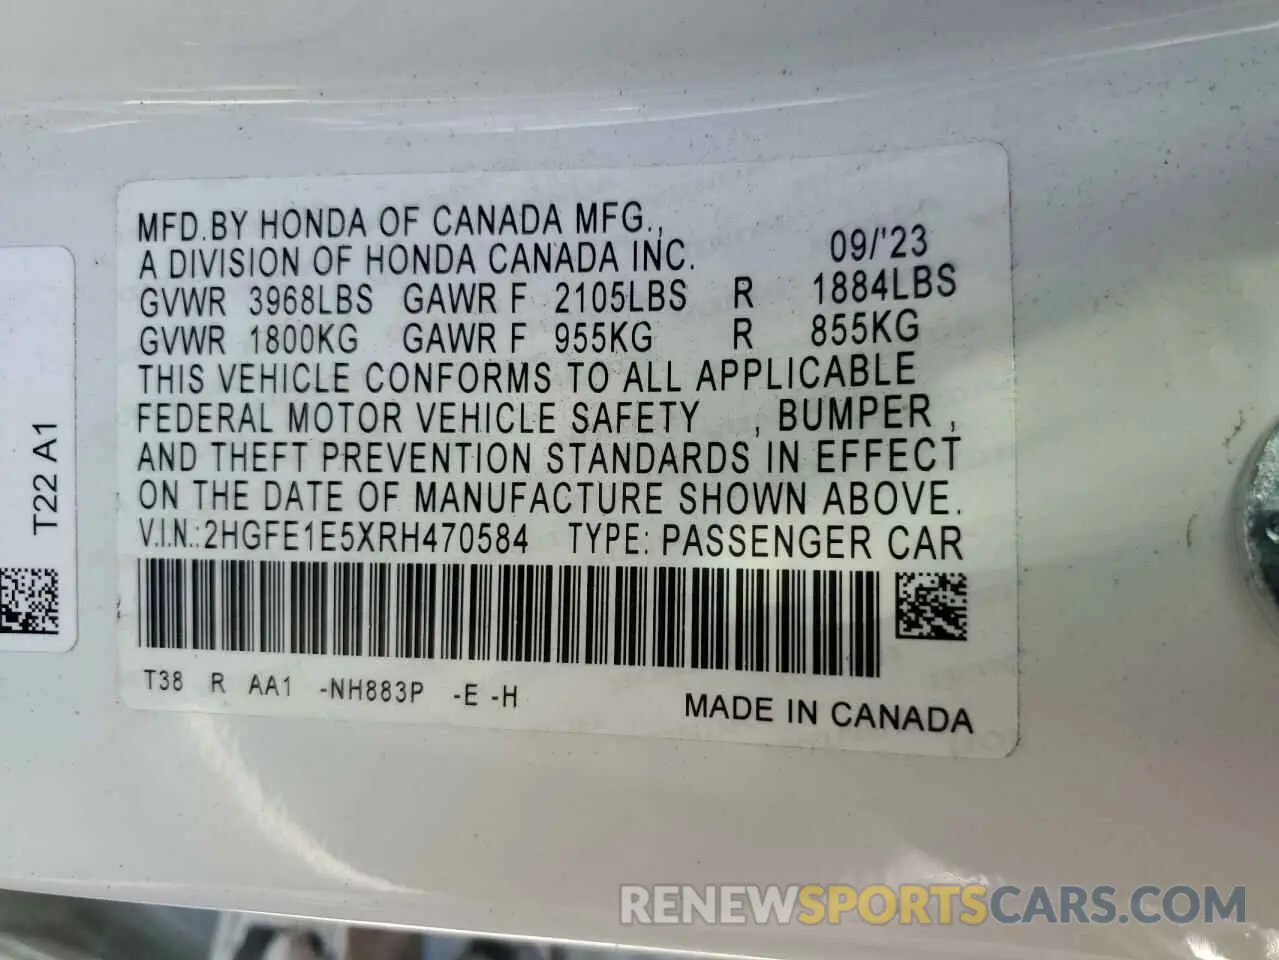 MFD.BY HONDA OF CANADA MFG.,
A DIVISION OF HONDA CANADA INC. 09/'23
GVWR 3968LBS GAWR F 2105LBS R 1884LBS
GVWR 1800KG GAWR F 955KG R 855KG
THIS VEHICLE CONFORMS TO ALL APPLICABLE
FEDERAL MOTOR VEHICLE SAFETY , BUMPER ,
AND THEFT PREVENTION STANDARDS IN EFFECT
ON THE DATE OF MANUFACTURE SHOWN ABOVE.
V.I.N.:2HGFE1E5XRH470584 TYPE: PASSENGER CAR
T38 R AA1 -NH883P -E -H
MADE IN CANADA
T22 A1
RENEWSPORTSCARS.COM